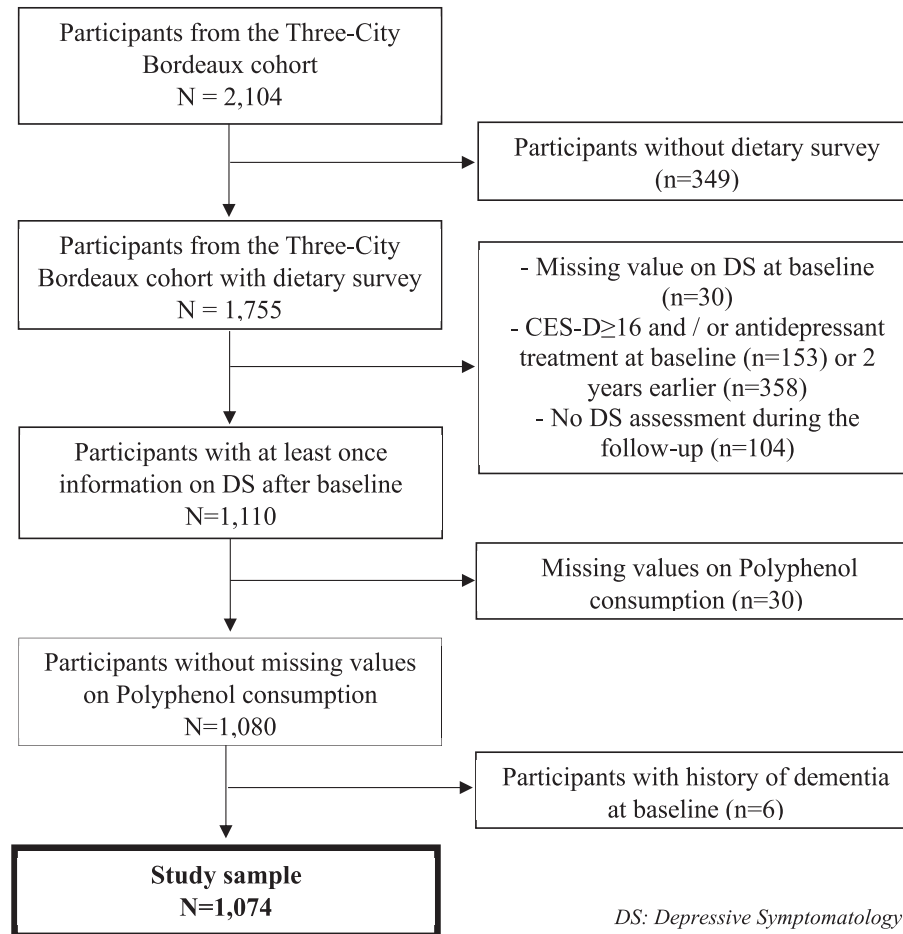 Participants from the Three-City
Bordeaux cohort
N = 2,104
Participants without dietary survey
(n=349)
Participants from the Three-City
Bordeaux cohort with dietary survey
N = 1,755
- Missing value on DS at baseline
(n=30)
- CES-D≥16 and / or antidepressant
treatment at baseline (n=153) or 2
years earlier (n=358)
- No DS assessment during the
follow-up (n=104)
Participants with at least once
information on DS after baseline
N=1,110
Missing values on Polyphenol
consumption (n=30)
Participants without missing values
on Polyphenol consumption
N=1,080
Participants with history of dementia
at baseline (n=6)
Study sample
N=1,074
DS: Depressive Symptomatology